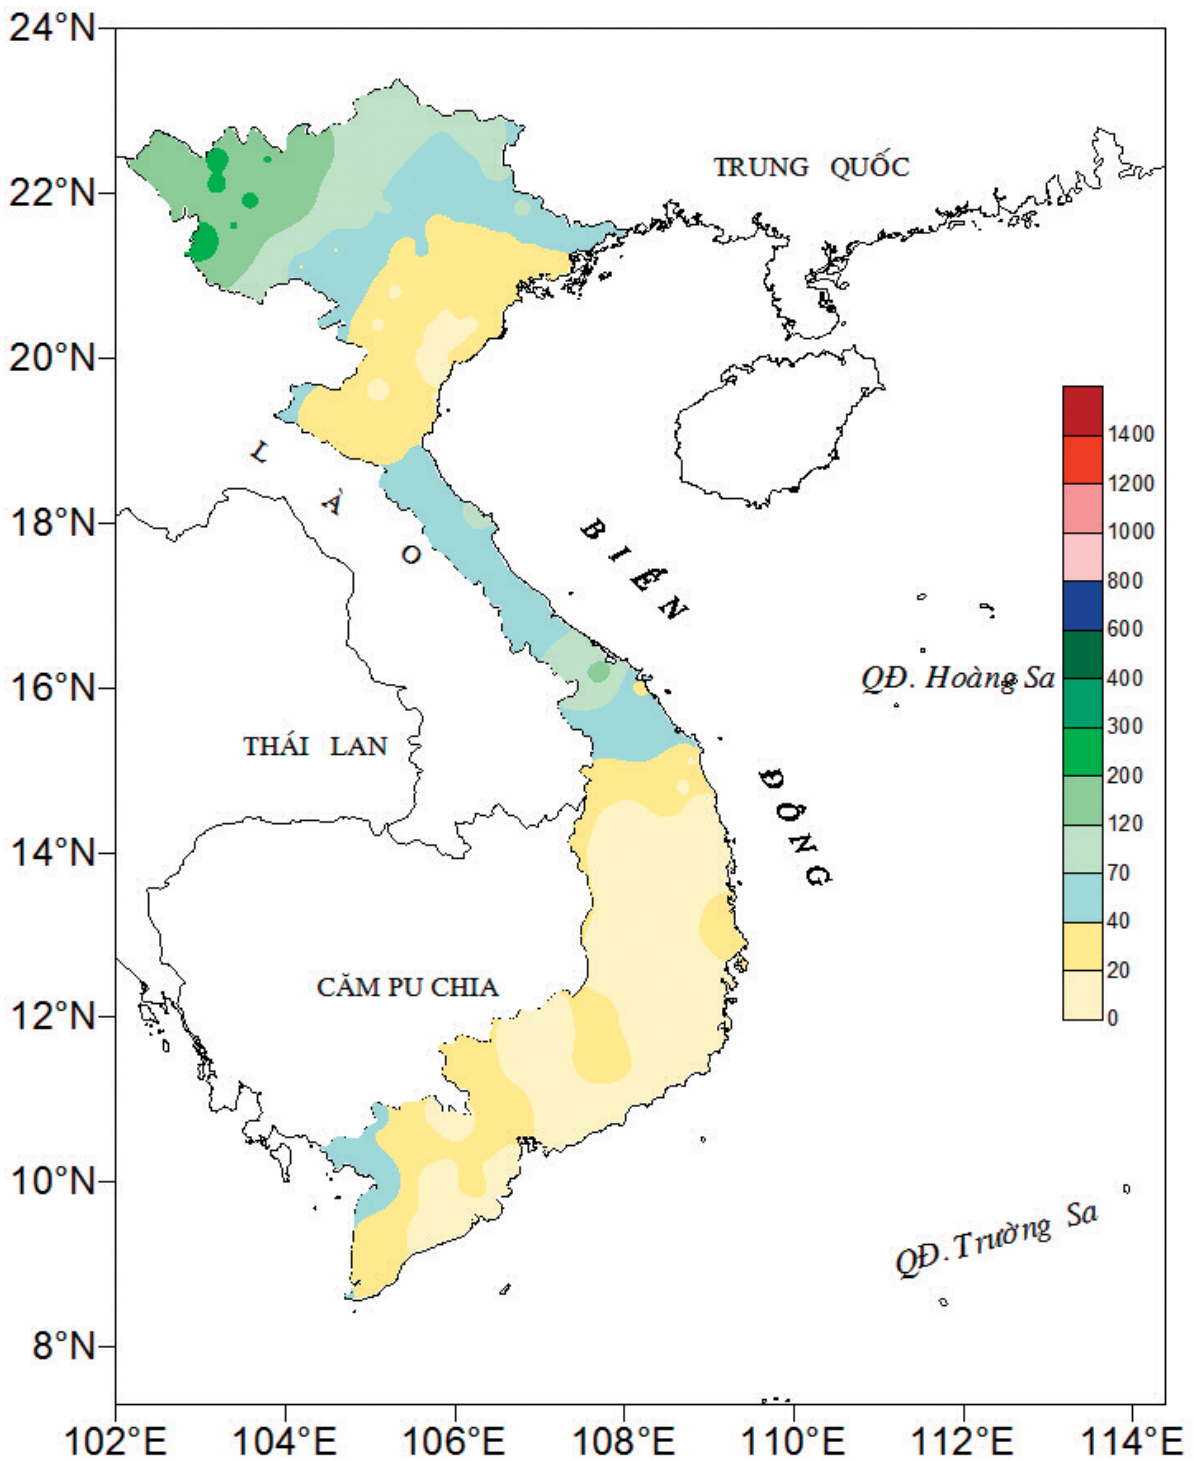 24°N
22°N
20°N
18°N
16°N
14°N
12°N
10°N
8°N
102°E 104°E 106°E 108°E 110°E 112°E 114°E
TRUNG QUỐC
L À O
BIỂN ĐÔNG
QĐ. Hoàng Sa
THÁI LAN
CĂM PU CHIA
QĐ. Trường Sa
1400
1200
1000
800
600
400
300
200
120
70
40
20
0